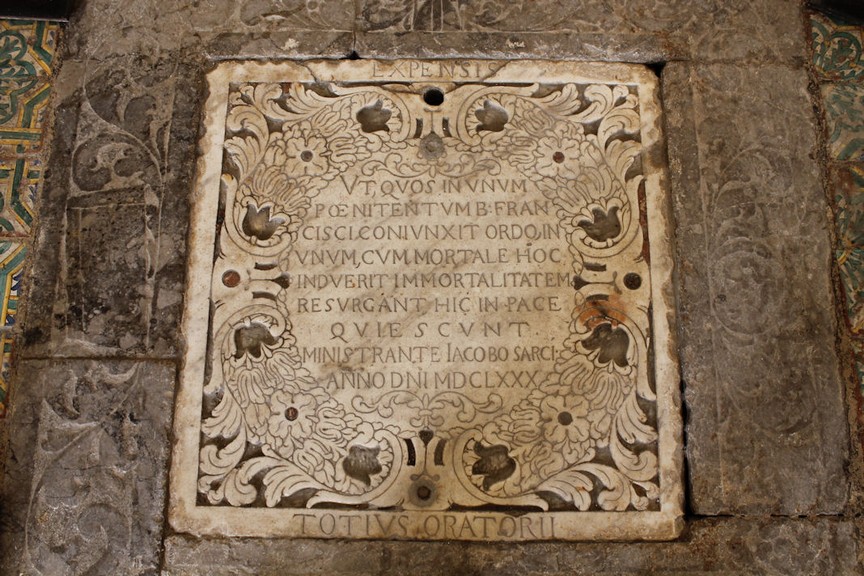 EXPENSIS
VT, QVOS IN VNVM
PŒNITENTVM B. FRAN
CISCI, CONIVNXIT ORDO, IN
VNVM, CVM MORTALE HOC
INDVERIT IMMORTALITATEM
RESVRGANT HIC IN PACE
QVIESCVNT.
MINISTRANTE IACOBO SARCI
ANNO DNI MDCLXXX
TOTIVS ORATORII